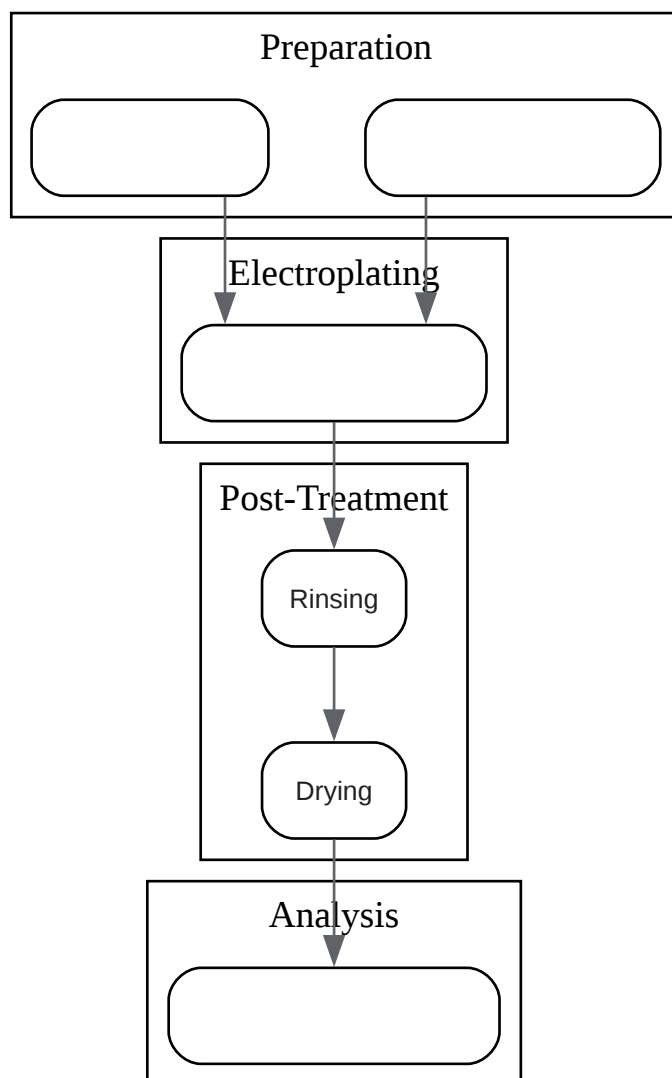 Preparation
Electroplating
Post-Treatment
Rinsing
Drying
Analysis